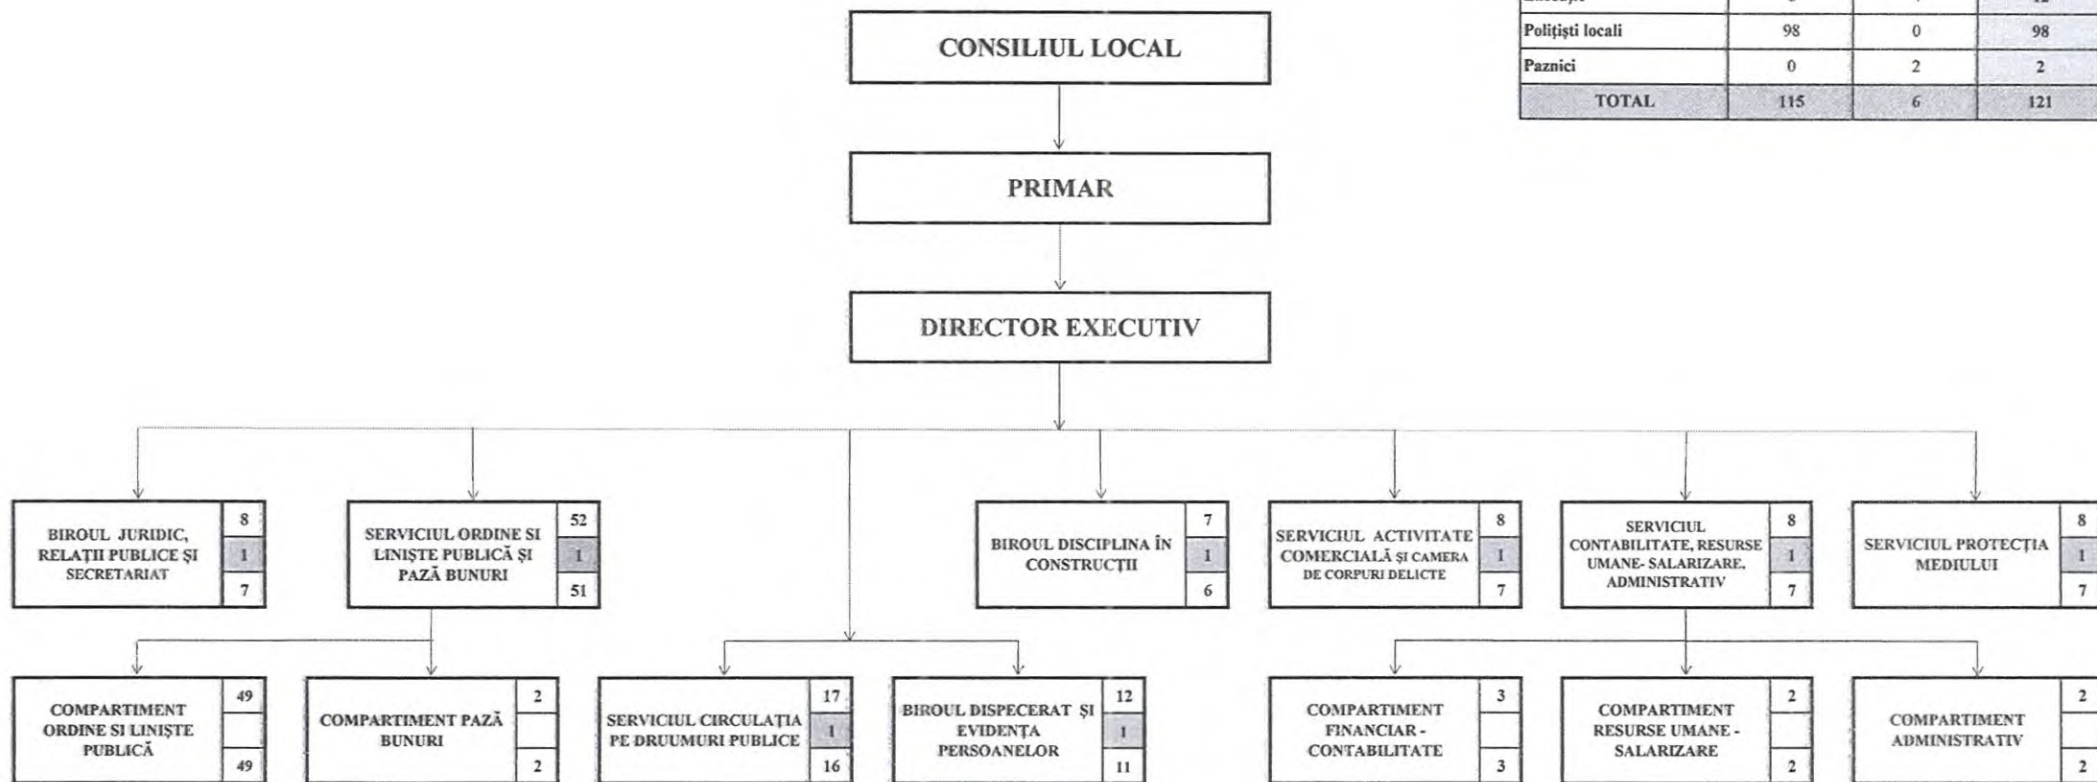 12
Polițiști locali 98 0 98
Paznici 0 2 2
TOTAL 115 6 121
CONSILIUL LOCAL
PRIMAR
DIRECTOR EXECUTIV
BIROUL JURIDIC,
RELAȚII PUBLICE ȘI
SECRETARIAT
8
1
7
SERVICIUL ORDINE SI
LINIȘTE PUBLICĂ ȘI
PAZĂ BUNURI
52
1
51
BIROUL DISCIPLINA ÎN
CONSTRUCȚII
7
1
6
SERVICIUL ACTIVITATE
COMERCIALĂ ȘI CAMERA
DE CORPURI DELICTE
8
1
7
SERVICIUL
CONTABILITATE, RESURSE
UMANE- SALARIZARE,
ADMINISTRATIV
8
1
7
SERVICIUL PROTECȚIA
MEDIULUI
8
1
7
COMPARTIMENT
ORDINE SI LINIȘTE
PUBLICĂ
49
49
COMPARTIMENT PAZĂ
BUNURI
2
2
SERVICIUL CIRCULAȚIA
PE DRUUMURI PUBLICE
17
1
16
BIROUL DISPECERAT ȘI
EVIDENȚA
PERSOANELOR
12
1
11
COMPARTIMENT
FINANCIAR -
CONTABILITATE
3
3
COMPARTIMENT
RESURSE UMANE -
SALARIZARE
2
2
COMPARTIMENT
ADMINISTRATIV
2
2